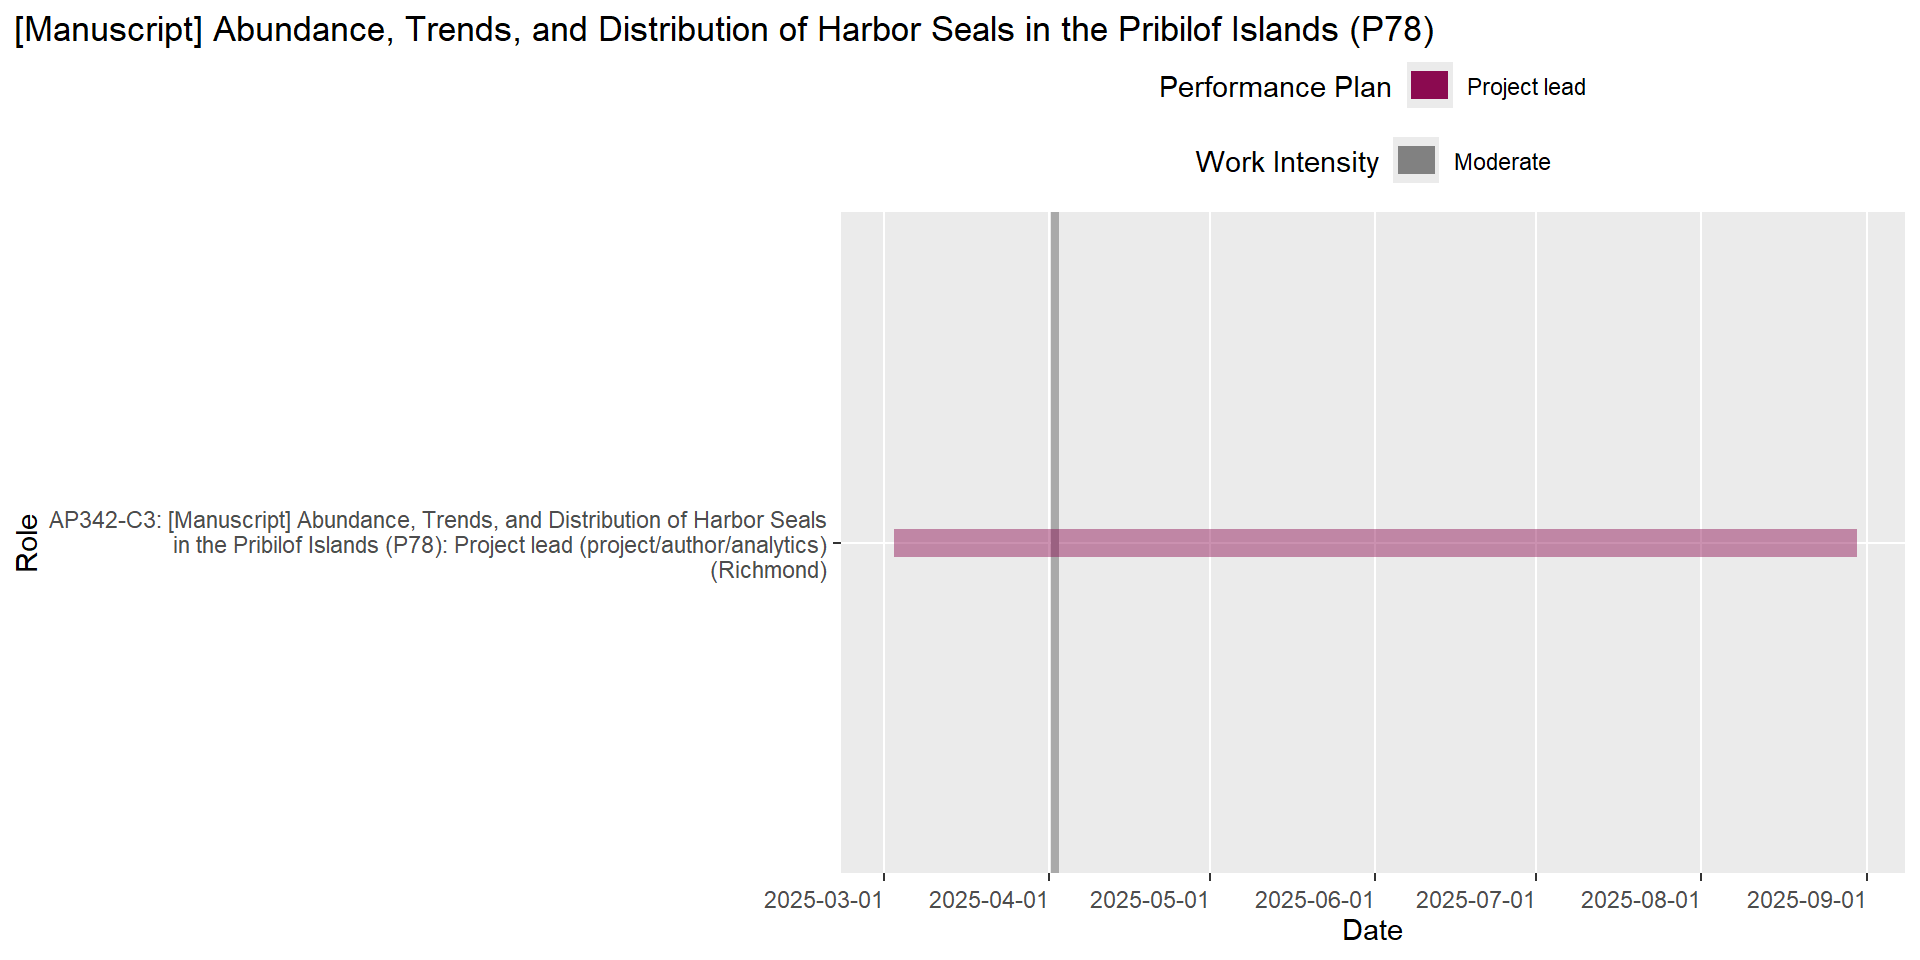 [Manuscript] Abundance, Trends, and Distribution of Harbor Seals in the Pribilof Islands (P78)
Performance Plan Project lead
Work Intensity Moderate
Role
AP342-C3: [Manuscript] Abundance, Trends, and Distribution of Harbor Seals
in the Pribilof Islands (P78): Project lead (project/author/analytics)
(Richmond)
2025-03-01 2025-04-01 2025-05-01 2025-06-01 2025-07-01 2025-08-01 2025-09-01
Date